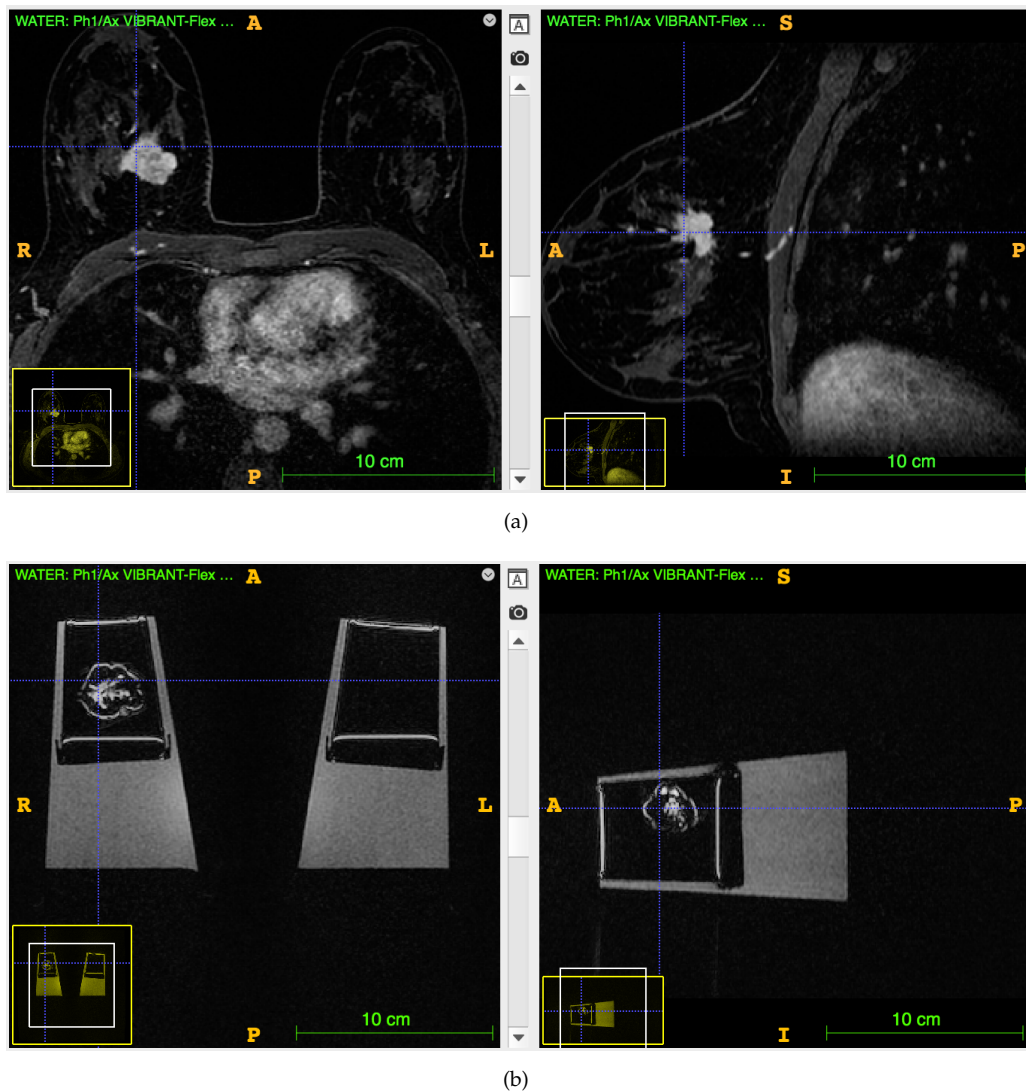 WATER: Ph1/Ax VIBRANT-Flex ... A
A
R
L
10 cm
P
WATER: Ph1/Ax VIBRANT-Flex ... S
A
P
10 cm
I
(a)
WATER: Ph1/Ax VIBRANT-Flex ... A
A
R
L
10 cm
P
WATER: Ph1/Ax VIBRANT-Flex ... S
A
P
10 cm
I
(b)